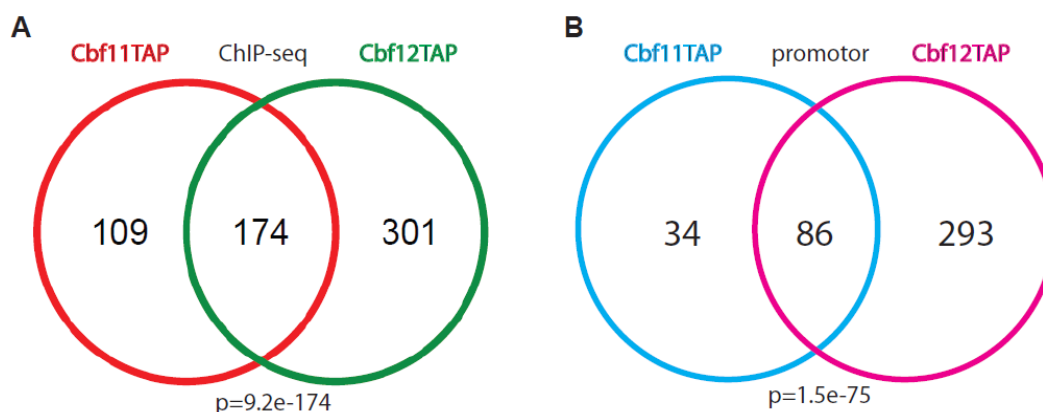 A
Cbf11TAP ChIP-seq Cbf12TAP
109 174 301
p=9.2e-174
B
Cbf11TAP promotor Cbf12TAP
34 86 293
p=1.5e-75